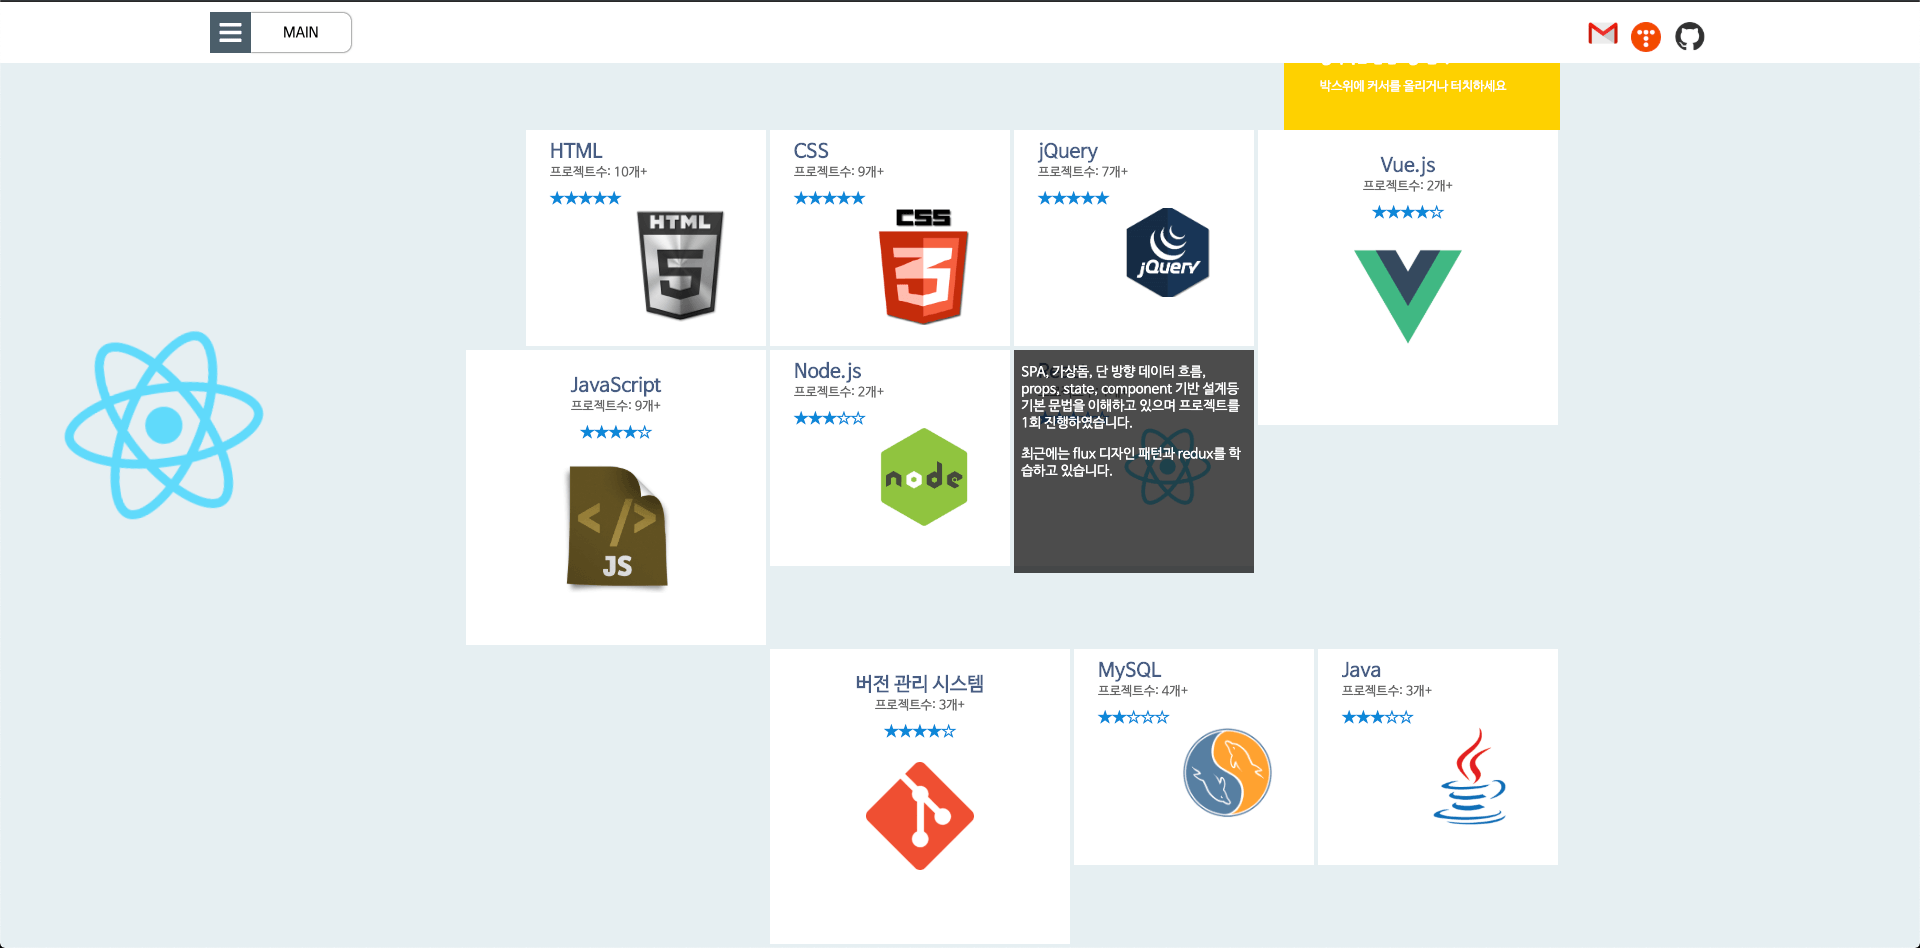 MAIN
박스위에 커서를 올리거나 터치하세요
HTML
프로젝트수: 10개+
★★★★★
HTML
5
CSS
프로젝트수: 9개+
★★★★★
CSS
3
jQuery
프로젝트수: 7개+
★★★★★
jQuery
Vue.js
프로젝트수: 2개+
★★★★☆
JavaScript
프로젝트수: 9개+
★★★★☆
</>
JS
Node.js
프로젝트수: 2개+
★★★☆☆
node
SPA, 가상돔, 단 방향 데이터 흐름,
props, state, component 기반 설계등
기본 문법을 이해하고 있으며 프로젝트를
1회 진행하였습니다.
최근에는 flux 디자인 패턴과 redux를 학
습하고 있습니다.
버전 관리 시스템
프로젝트수: 3개+
★★★★☆
MySQL
프로젝트수: 4개+
★★☆☆☆
Java
프로젝트수: 3개+
★★★☆☆